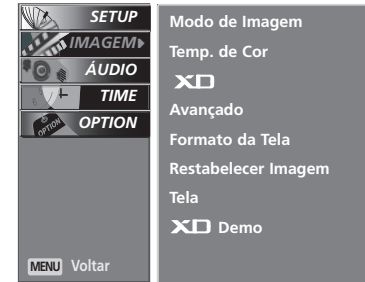 SETUP
IMAGEM
ÁUDIO
TIME
OPTION
OPTION
MENU Voltar
Modo de Imagem
Temp. de Cor
XD
Avançado
Formato da Tela
Restabelecer Imagem
Tela
XD Demo